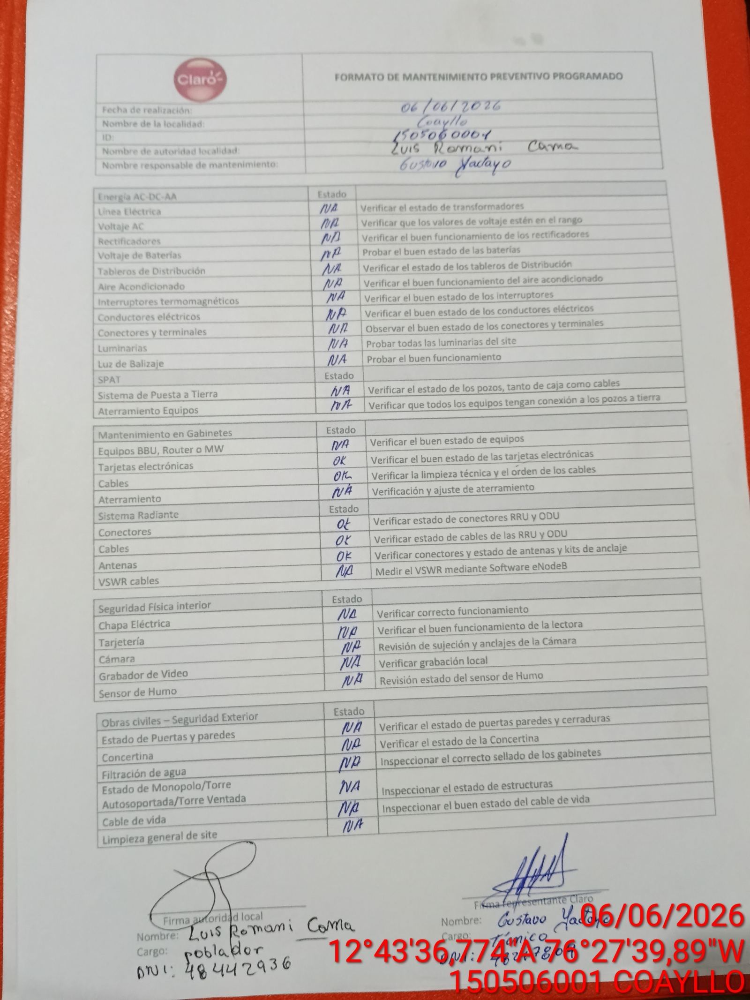 Claro
FORMATO DE MANTENIMIENTO PREVENTIVO PROGRAMADO
Fecha de realización: 06/06/2026
Nombre de la localidad: Coayllo
ID: 1505060001
Nombre de autoridad localidad: Luis Romani Cama
Nombre responsable de mantenimiento: Gustavo Yactayo
Energía AC-DC-AA Estado
Línea Eléctrica NA Verificar el estado de transformadores
Voltaje AC NA Verificar que los valores de voltaje estén en el rango
Rectificadores NA Verificar el buen funcionamiento de los rectificadores
Voltaje de Baterías NA Probar el buen estado de las baterías
Tableros de Distribución NA Verificar el estado de los tableros de Distribución
Aire Acondicionado NA Verificar el buen funcionamiento del aire acondicionado
Interruptores termomagnéticos NA Verificar el buen estado de los interruptores
Conductores eléctricos NA Verificar el buen estado de los conductores eléctricos
Conectores y terminales NA Observar el buen estado de los conectores y terminales
Luminarias NA Probar todas las luminarias del site
Luz de Balizaje NA Probar el buen funcionamiento
SPAT Estado
Sistema de Puesta a Tierra NA Verificar el estado de los pozos, tanto de caja como cables
Aterramiento Equipos NA Verificar que todos los equipos tengan conexión a los pozos a tierra
Mantenimiento en Gabinetes Estado
Equipos BBU, Router o MW NA Verificar el buen estado de equipos
Tarjetas electrónicas OK Verificar el buen estado de las tarjetas electrónicas
Cables OK Verificar la limpieza técnica y el orden de los cables
Aterramiento NA Verificación y ajuste de aterramiento
Sistema Radiante Estado
Conectores OK Verificar estado de conectores RRU y ODU
Cables OK Verificar estado de cables de las RRU y ODU
Antenas OK Verificar conectores y estado de antenas y kits de anclaje
VSWR cables NA Medir el VSWR mediante Software eNodeB
Seguridad Física interior Estado
Chapa Eléctrica NA Verificar correcto funcionamiento
Tarjetería NA Verificar el buen funcionamiento de la lectora
Cámara NA Revisión de sujeción y anclajes de la Cámara
Grabador de Video NA Verificar grabación local
Sensor de Humo NA Revisión estado del sensor de Humo
Obras civiles – Seguridad Exterior Estado
Estado de Puertas y paredes NA Verificar el estado de puertas paredes y cerraduras
Concertina NA Verificar el estado de la Concertina
Filtración de agua NA Inspeccionar el correcto sellado de los gabinetes
Estado de Monopolo/Torre
Autosoportada/Torre Ventada NA Inspeccionar el estado de estructuras
Cable de vida NA Inspeccionar el buen estado del cable de vida
Limpieza general de site NA
Firma autoridad local
Nombre: Luis Romani Cama
Cargo: poblador
DNI: 48442936
Firma representante Claro
Nombre: Gustavo Yactayo
Cargo: Técnico
DNI:
06/06/2026
12°43'36,774"A 76°27'39,89"W
150506001 COAYLLO